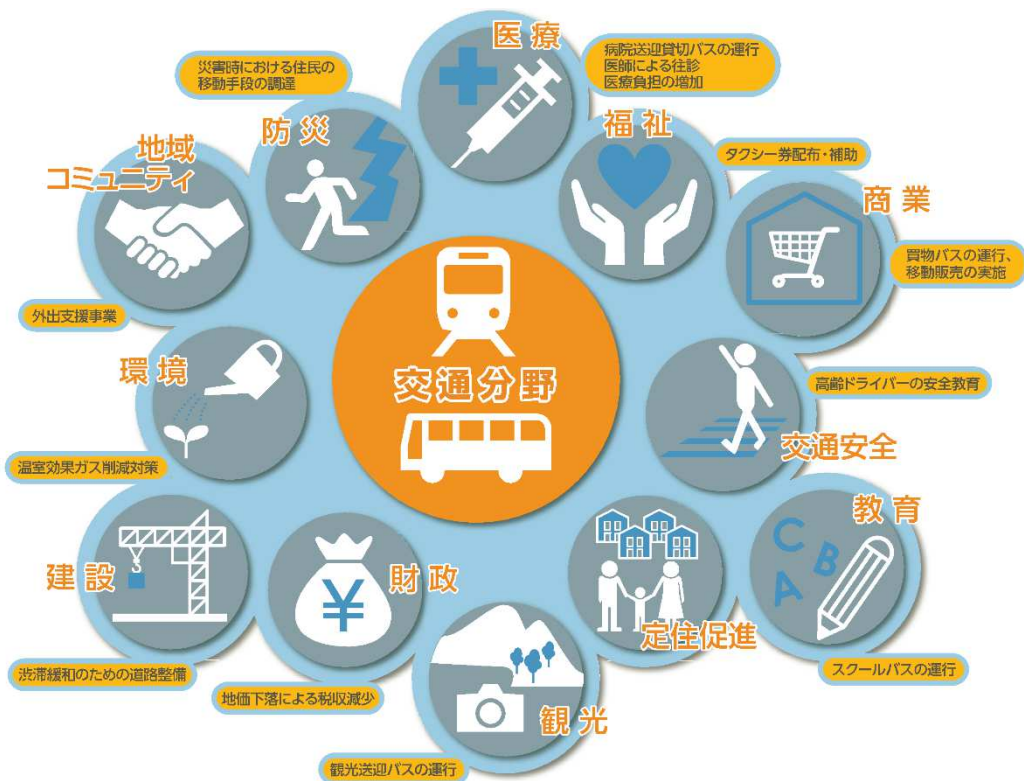 医療
病院送迎貸切バスの運行
医師による往診
医療負担の増加
災害時における住民の
移動手段の調達
防災
福祉
タクシー券配布・補助
地域
コミュニティ
商業
買物バスの運行、
移動販売の実施
外出支援事業
環境
交通分野
高齢ドライバーの安全教育
交通安全
温室効果ガス削減対策
教育
C
B
A
建設
¥
財政
定住促進
渋滞緩和のための道路整備
地価下落による税収減少
スクールバスの運行
観光
観光送迎バスの運行